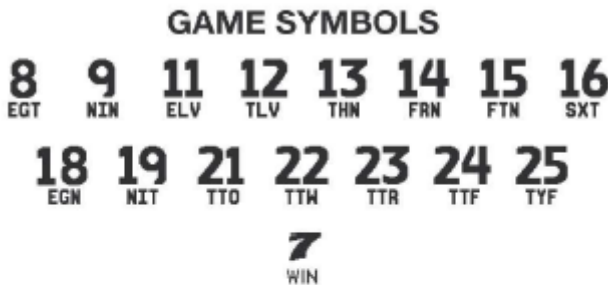 GAME SYMBOLS
8 9 11 12 13 14 15 16
EGT NIN ELV TLV THN FRN FTN SXT
18 19 21 22 23 24 25
EGN NIT TTO TTW TTR TTF TYF
7
WIN